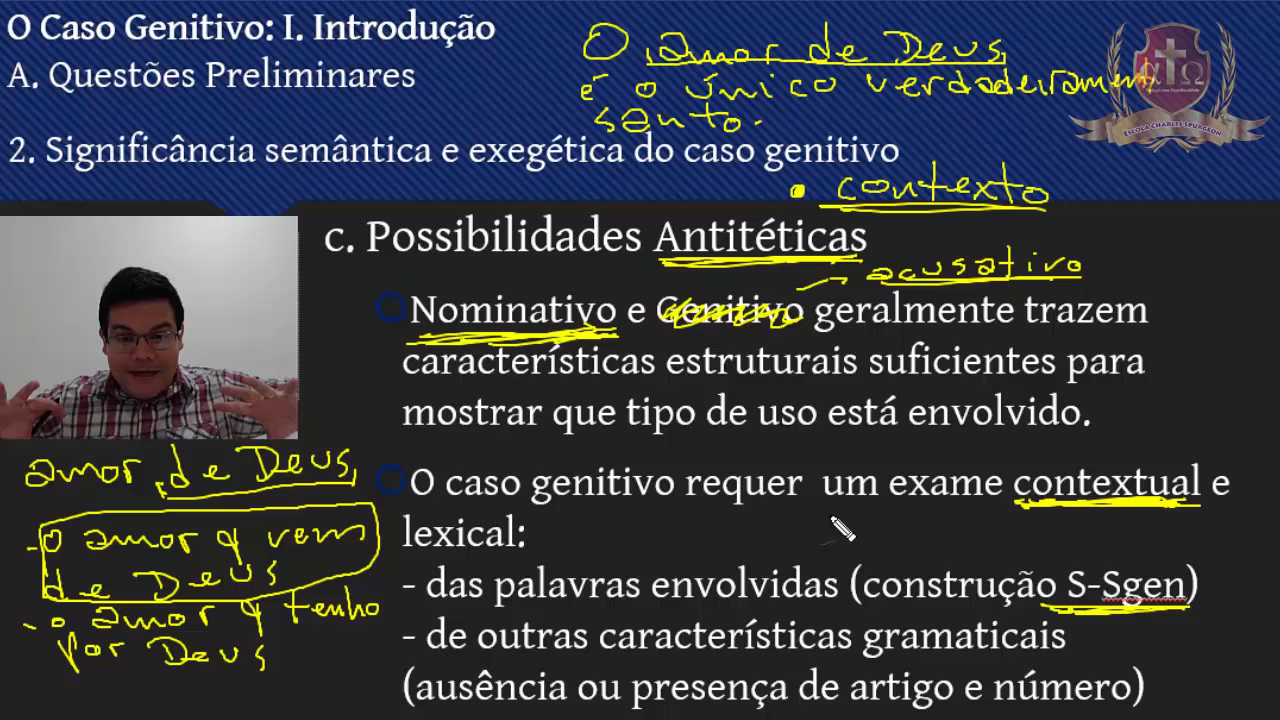 O Caso Genitivo: I. Introdução
A. Questões Preliminares
O amor de Deus
é o único verdadeiramente
santo.
ESCOLA CHARLES SPURGEON
2. Significância semântica e exegética do caso genitivo
• contexto
c. Possibilidades Antitéticas
acusativo
Nominativo e Genitivo geralmente trazem
características estruturais suficientes para
mostrar que tipo de uso está envolvido.
amor de Deus
- O amor q vem
de Deus
- o amor q tenho
por Deus
O caso genitivo requer um exame contextual e
lexical:
- das palavras envolvidas (construção S-Sgen)
- de outras características gramaticais
(ausência ou presença de artigo e número)